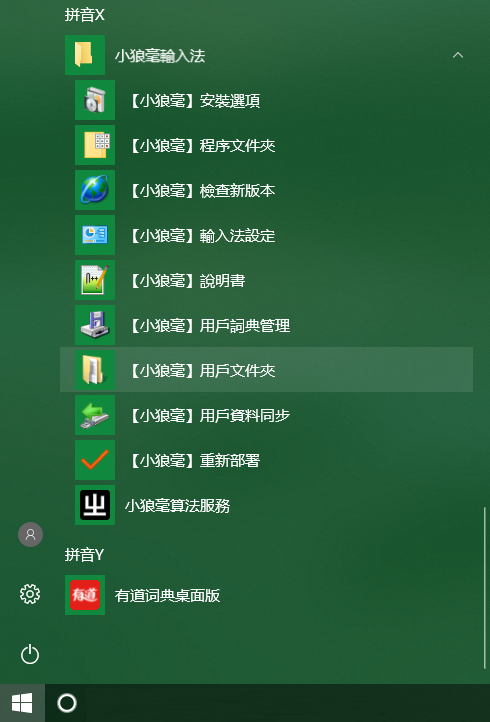 拼音X
小狼毫輸入法
【小狼毫】安裝選項
【小狼毫】程序文件夾
【小狼毫】檢查新版本
【小狼毫】輸入法設定
【小狼毫】說明書
【小狼毫】用戶詞典管理
【小狼毫】用戶文件夾
【小狼毫】用戶資料同步
【小狼毫】重新部署
小狼毫算法服務
拼音Y
有道
有道词典桌面版